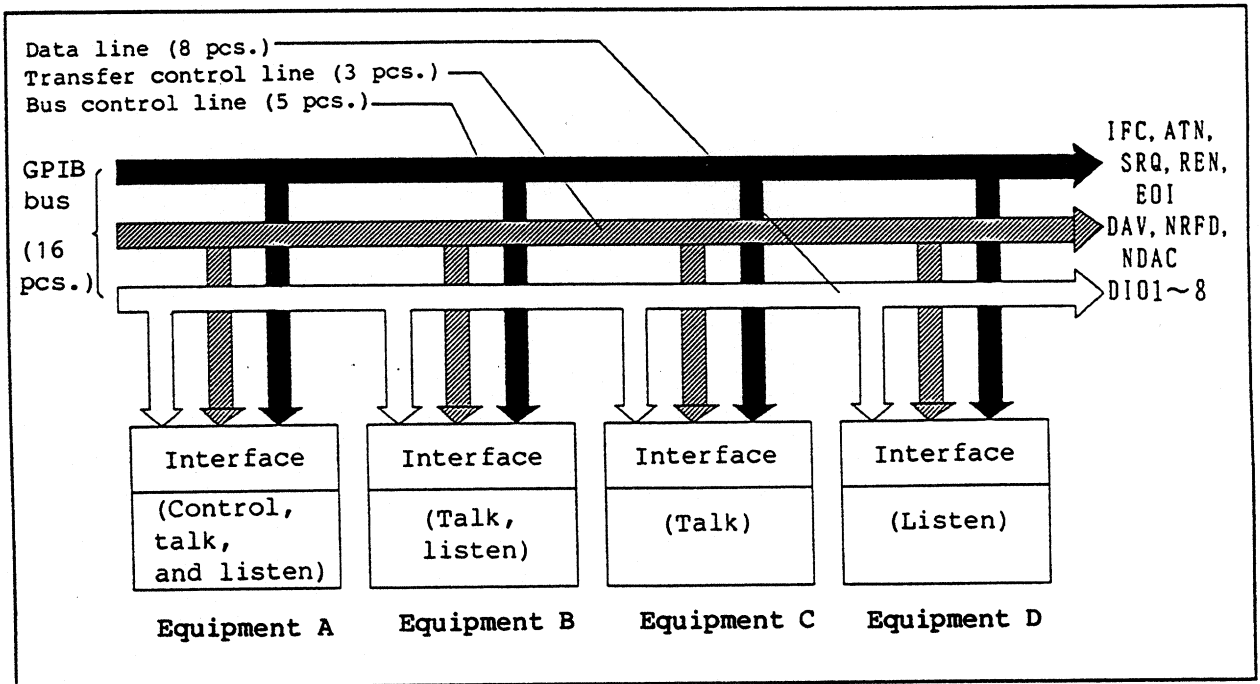 Data line (8 pcs.)
Transfer control line (3 pcs.)
Bus control line (5 pcs.)
GPIB
bus
(16
pcs.)
IFC, ATN,
SRQ, REN,
EOI
DAV, NRFD,
NDAC
DIO1～8
Interface
(Control,
talk,
and listen)
Equipment A
Interface
(Talk,
listen)
Equipment B
Interface
(Talk)
Equipment C
Interface
(Listen)
Equipment D